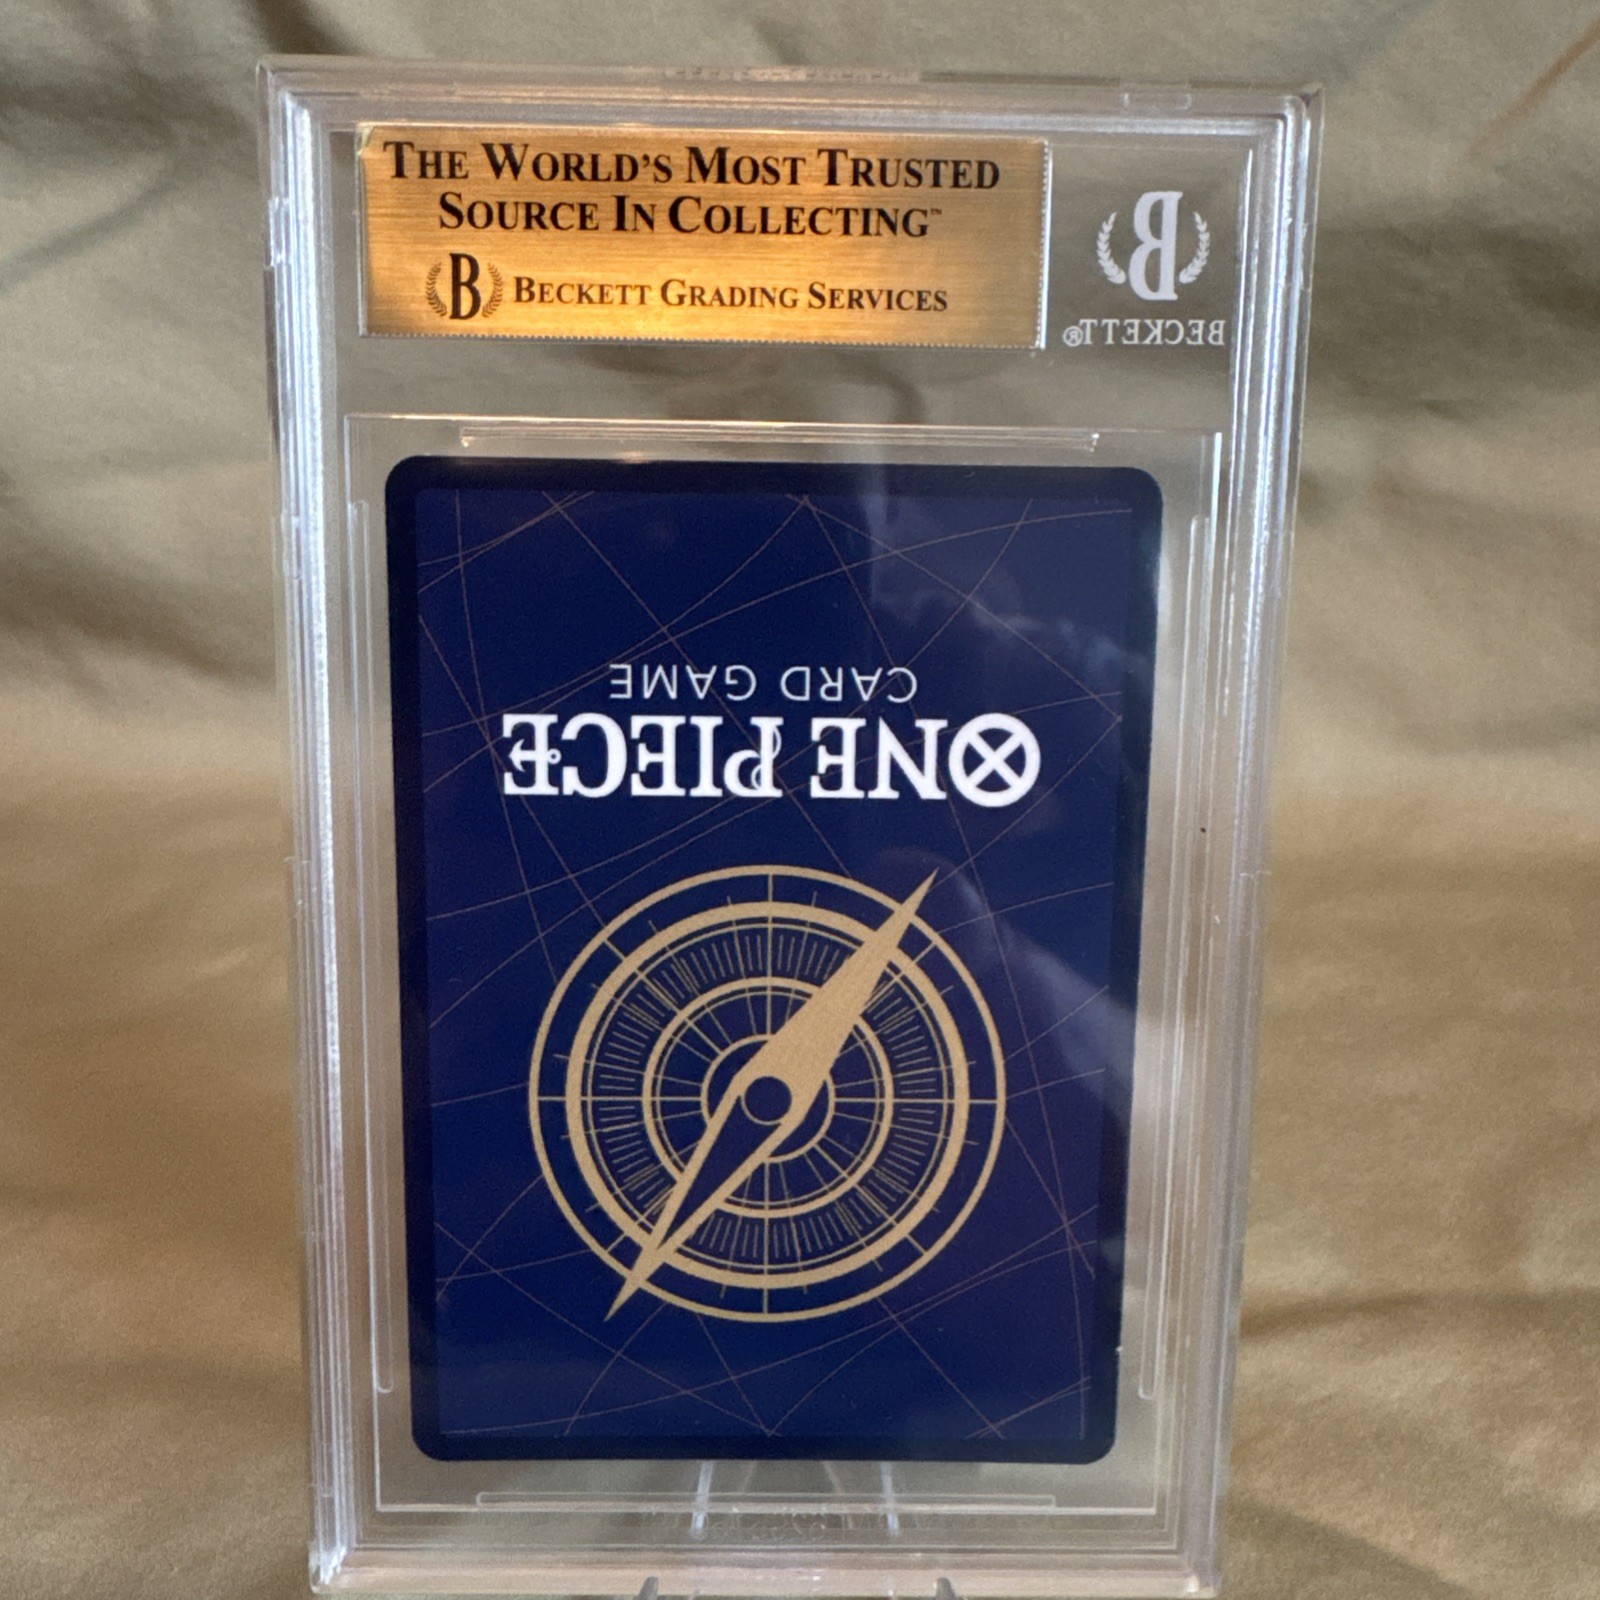 THE WORLD'S MOST TRUSTED
SOURCE IN COLLECTING™
B BECKETT GRADING SERVICES
B
BECKETT®
CARD GAME
ONE PIECE